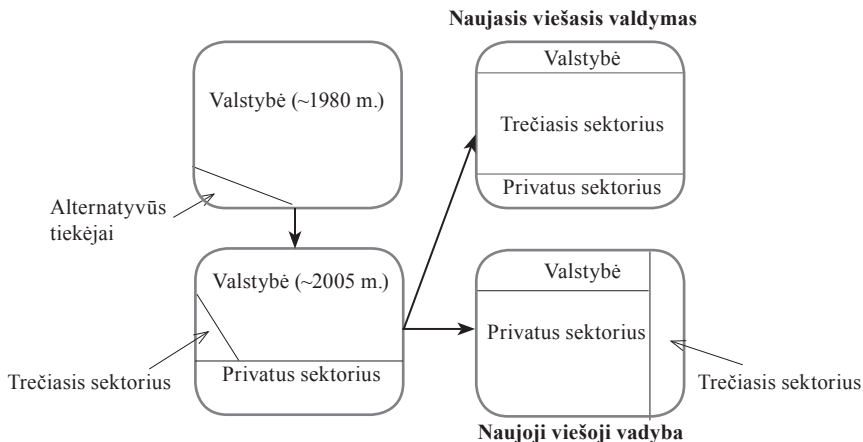 Naujasis viešasis valdymas
Valstybė (~1980 m.)
Alternatyvūs
tiekėjai
Valstybė
Trečiasis sektorius
Privatus sektorius
Valstybė (~2005 m.)
Trečiasis sektorius
Privatus sektorius
Valstybė
Privatus sektorius
Trečiasis sektorius
Naujoji viešoji vadyba